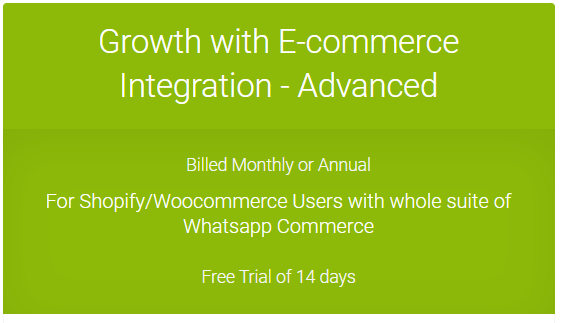 Growth with E-commerce
Integration - Advanced
Billed Monthly or Annual
For Shopify/Woocommerce Users with whole suite of
Whatsapp Commerce
Free Trial of 14 days